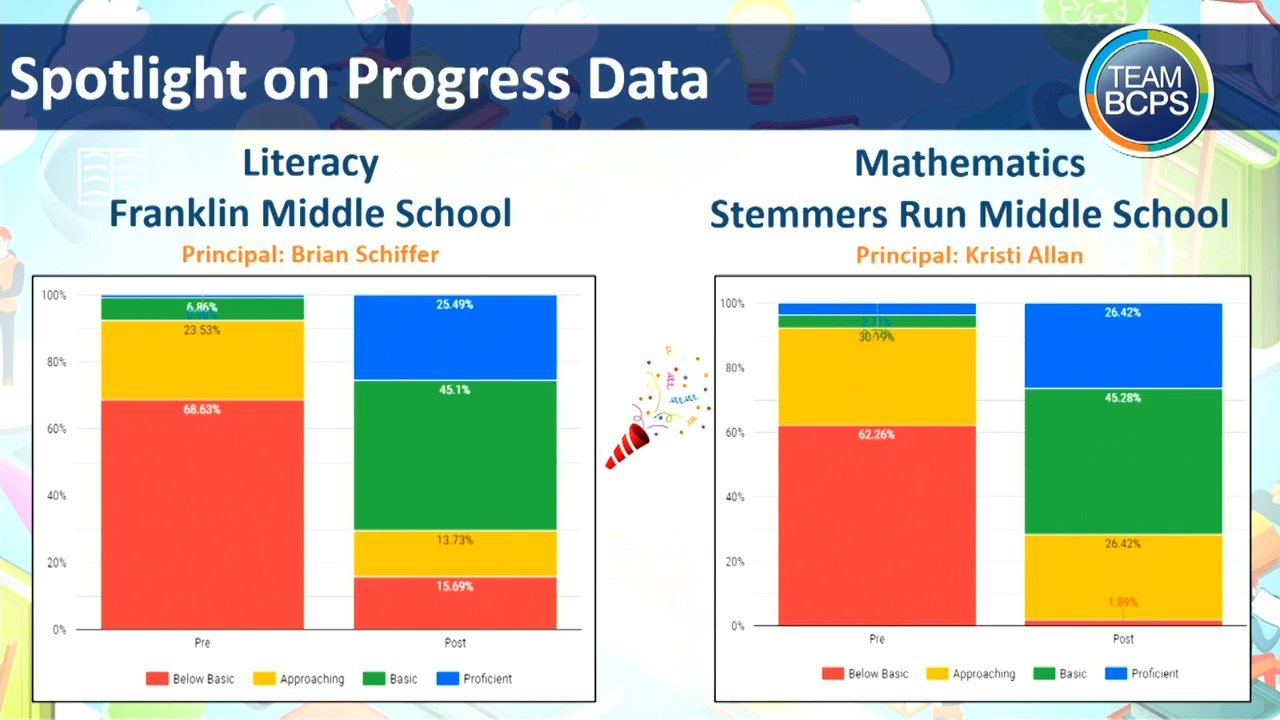 Spotlight on Progress Data
TEAM
BCPS
Literacy
Franklin Middle School
Principal: Brian Schiffer
100%
80%
60%
40%
20%
0%
6.86%
23.53%
68.63%
25.49%
45.1%
13.73%
15.69%
Pre
Post
Below Basic
Approaching
Basic
Proficient
Mathematics
Stemmers Run Middle School
Principal: Kristi Allan
100%
80%
60%
40%
20%
0%
30.19%
62.26%
26.42%
45.28%
26.42%
1.89%
Pre
Post
Below Basic
Approaching
Basic
Proficient